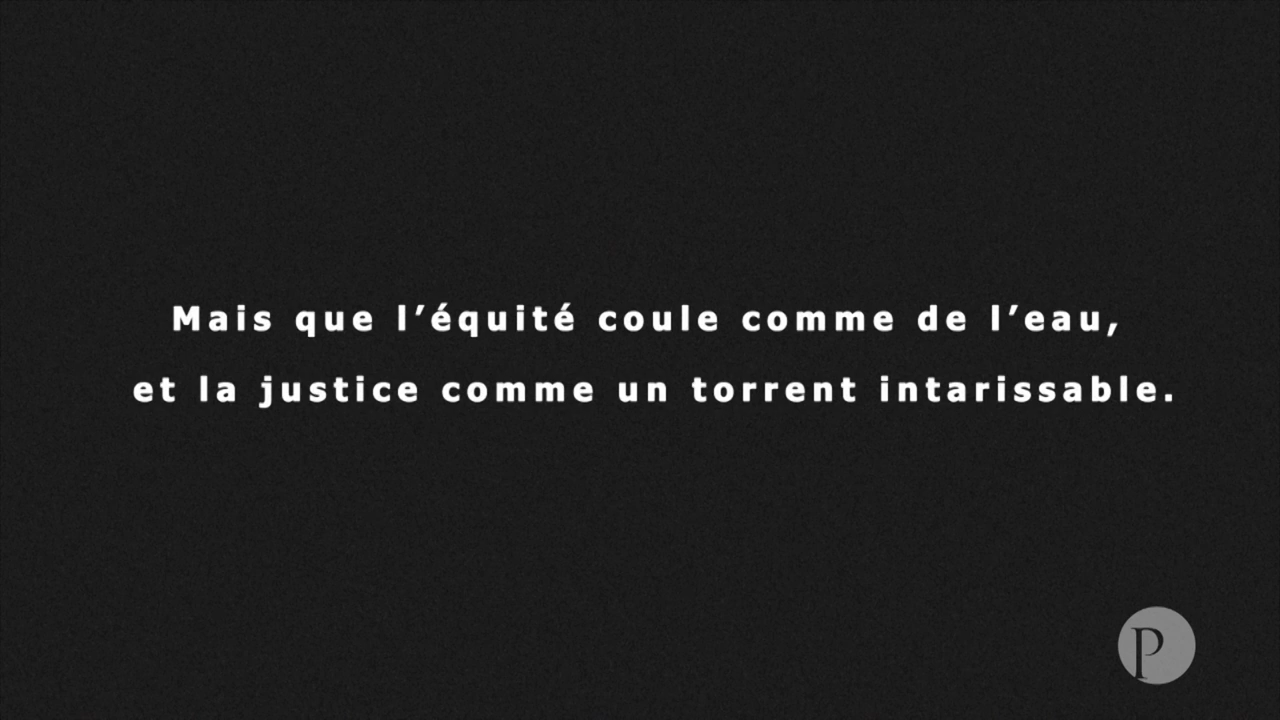 Mais que l’équité coule comme de l’eau,
et la justice comme un torrent intarissable.
P